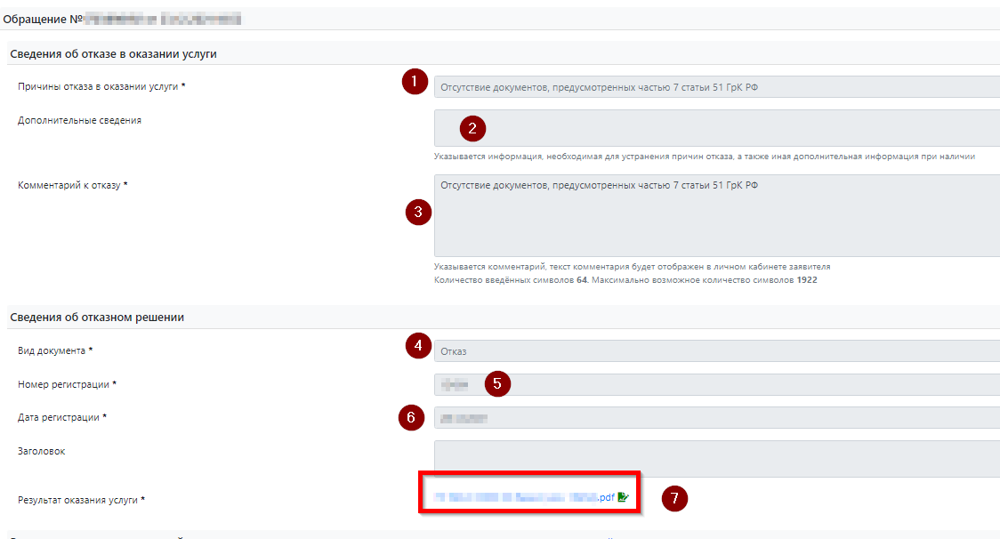 Обращение №
Сведения об отказе в оказании услуги
Причины отказа в оказании услуги * 1 Отсутствие документов, предусмотренных частью 7 статьи 51 ГрК РФ
Дополнительные сведения 2
Указывается информация, необходимая для устранения причин отказа, а также иная дополнительная информация при наличии
Комментарий к отказу * Отсутствие документов, предусмотренных частью 7 статьи 51 ГрК РФ
3
Указывается комментарий, текст комментария будет отображен в личном кабинете заявителя
Количество введённых символов 64. Максимально возможное количество символов 1922
Сведения об отказном решении
Вид документа * 4 Отказ
Номер регистрации * 5
Дата регистрации * 6
Заголовок
Результат оказания услуги * .pdf 7